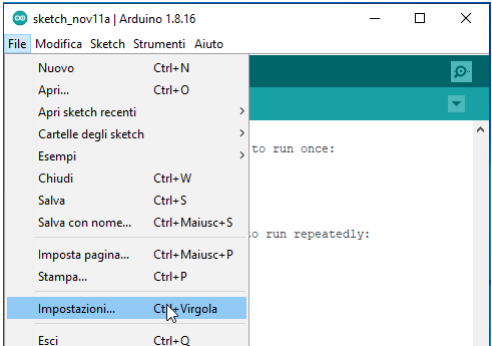 sketch_nov11a | Arduino 1.8.16
File Modifica Sketch Strumenti Aiuto
Nuovo Ctrl+N
Apri... Ctrl+O
Apri sketch recenti
Cartelle degli sketch
Esempi
to run once:
Chiudi Ctrl+W
Salva Ctrl+S
Salva con nome... Ctrl+Maiusc+S
to run repeatedly:
Imposta pagina... Ctrl+Maiusc+P
Stampa... Ctrl+P
Impostazioni... Ctrl+Virgola
Esci Ctrl+Q